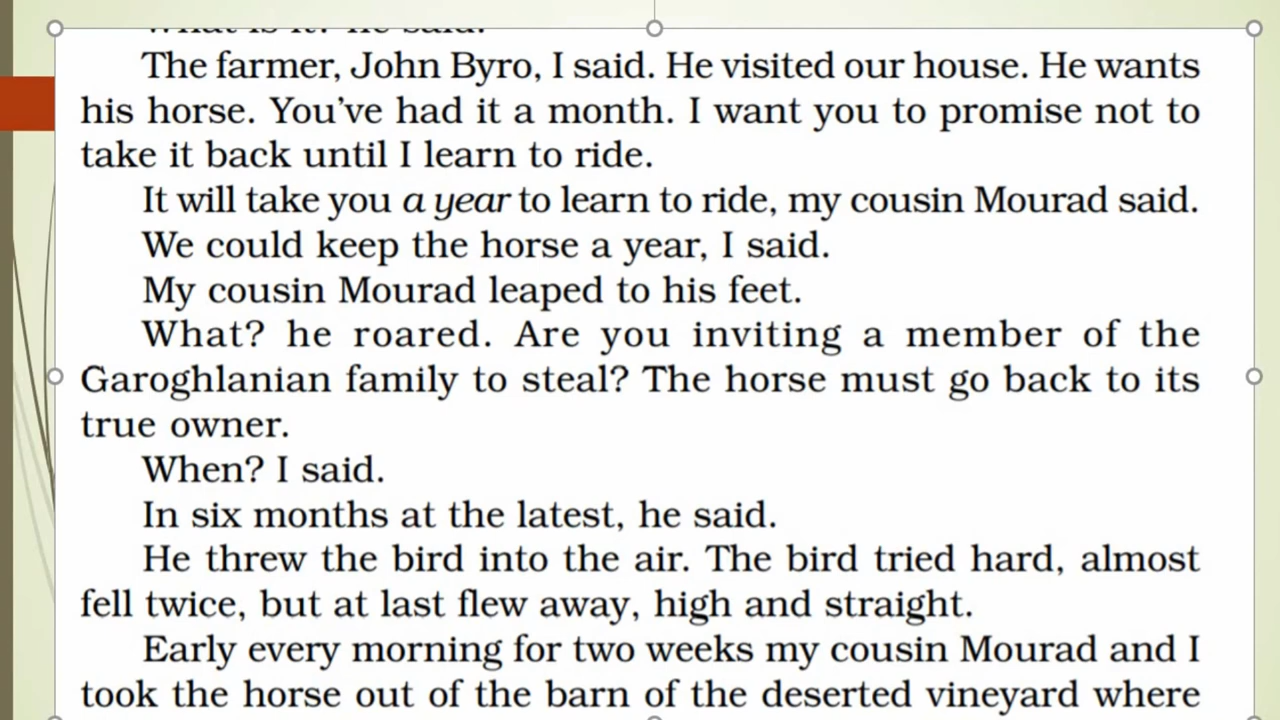 What is it? he said.
The farmer, John Byro, I said. He visited our house. He wants
his horse. You’ve had it a month. I want you to promise not to
take it back until I learn to ride.
It will take you a year to learn to ride, my cousin Mourad said.
We could keep the horse a year, I said.
My cousin Mourad leaped to his feet.
What? he roared. Are you inviting a member of the
Garoghlanian family to steal? The horse must go back to its
true owner.
When? I said.
In six months at the latest, he said.
He threw the bird into the air. The bird tried hard, almost
fell twice, but at last flew away, high and straight.
Early every morning for two weeks my cousin Mourad and I
took the horse out of the barn of the deserted vineyard where